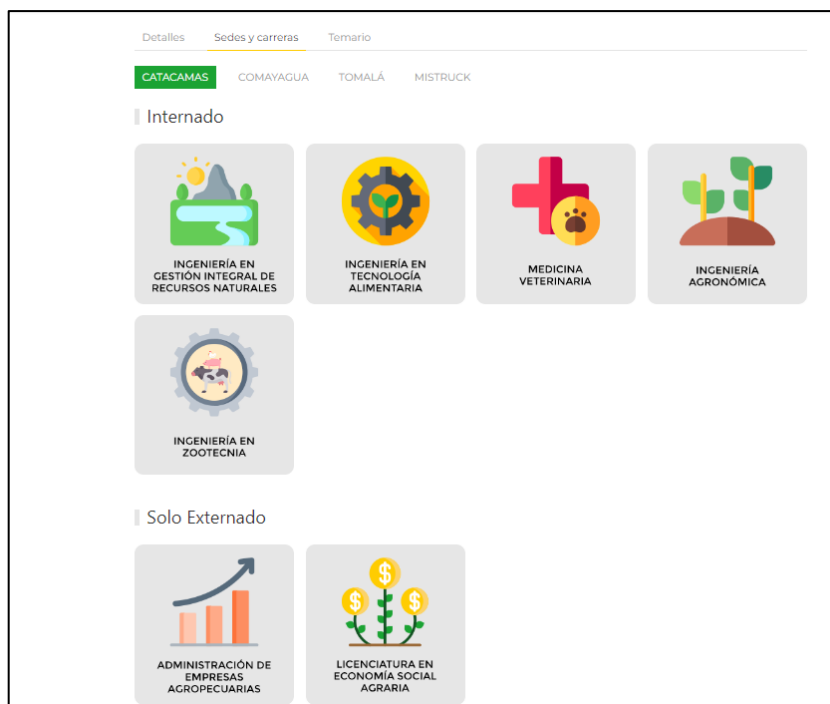 Detalles Sedes y carreras Temario
CATACAMAS COMAYAGUA TOMALÁ MISTRUCK
Internado
INGENIERÍA EN
GESTIÓN INTEGRAL DE
RECURSOS NATURALES
INGENIERÍA EN
TECNOLOGÍA
ALIMENTARIA
MEDICINA
VETERINARIA
INGENIERÍA
AGRONÓMICA
INGENIERÍA EN
ZOOTECNIA
Solo Externado
ADMINISTRACIÓN DE
EMPRESAS
AGROPECUARIAS
$ $ $
LICENCIATURA EN
ECONOMÍA SOCIAL
AGRARIA